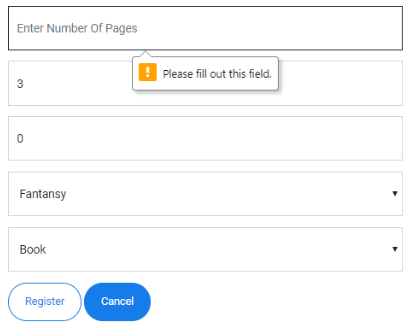 Enter Number Of Pages
! Please fill out this field.
3
0
Fantansy
Book
Register Cancel